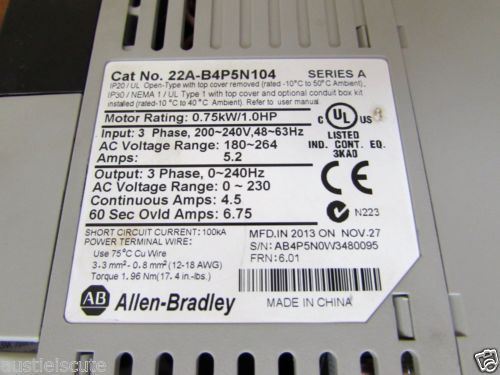 Cat No. 22A-B4P5N104 SERIES A
IP20 / UL Open-Type with top cover removed (rated -10°C to 50°C Ambient),
IP30 / NEMA 1 / UL Type 1 with top cover and optional conduit box kit
installed (rated-10 °C to 40 °C Ambient)
Motor Rating: 0.75kW/1.0HP
Input: 3 Phase, 200~240V,48~63Hz
AC Voltage Range: 180~264
Amps: 5.2
Output: 3 Phase, 0~240Hz
AC Voltage Range: 0 ~ 230
Continuous Amps: 4.5
60 Sec Ovld Amps: 6.75
SHORT CIRCUIT CURRENT: 100kA
POWER TERMINAL WIRE:
Use 75°C Cu Wire
3.3 mm² - 0.8 mm² (12-18 AWG)
Torque 1.96 Nm(17.4 in.-lbs.)
C UL US
®
LISTED
IND. CONT. EQ.
3KAD
CE
N223
MFD.IN 2013 ON NOV.27
S/N: AB4P5N0W3480095
FRN: 6.01
AB Allen-Bradley
MADE IN CHINA
© austieiscute